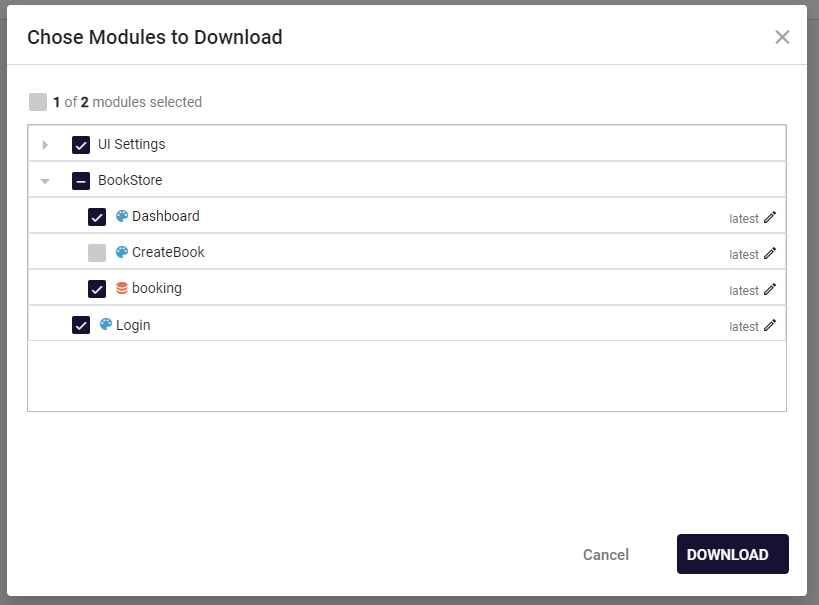 Chose Modules to Download
1 of 2 modules selected
UI Settings
BookStore
Dashboard latest
CreateBook latest
booking latest
Login latest
Cancel DOWNLOAD